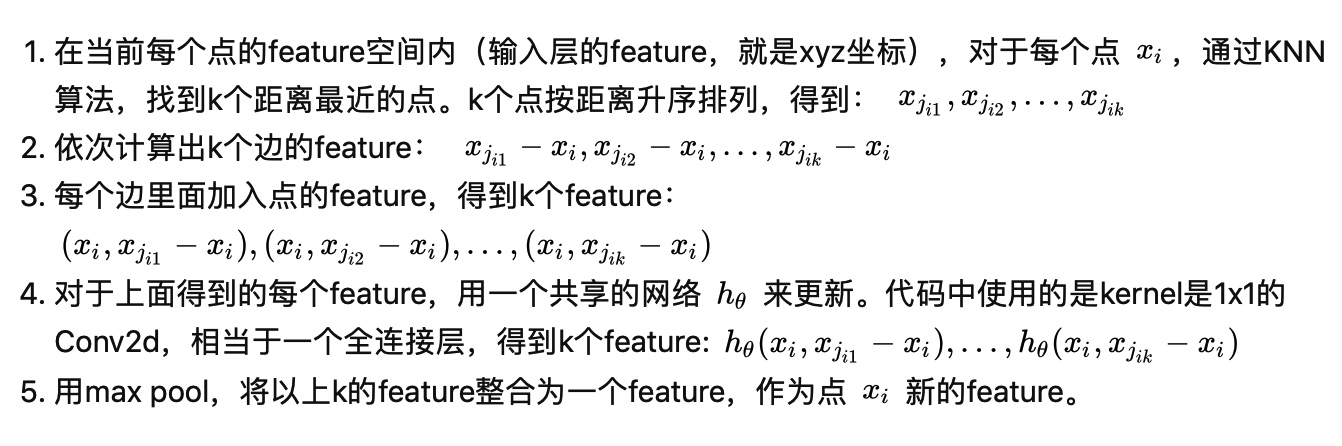 1. 在当前每个点的feature空间内（输入层的feature，就是xyz坐标），对于每个点 $x_i$ ，通过KNN
算法，找到k个距离最近的点。k个点按距离升序排列，得到： $x_{j_{i1}}, x_{j_{i2}}, \ldots, x_{j_{ik}}$
2. 依次计算出k个边的feature： $x_{j_{i1}} - x_i, x_{j_{i2}} - x_i, \ldots, x_{j_{ik}} - x_i$
3. 每个边里面加入点的feature，得到k个feature：
$(x_i, x_{j_{i1}} - x_i), (x_i, x_{j_{i2}} - x_i), \ldots, (x_i, x_{j_{ik}} - x_i)$
4. 对于上面得到的每个feature，用一个共享的网络 $h_\theta$ 来更新。代码中使用的是kernel是1x1的
Conv2d，相当于一个全连接层，得到k个feature: $h_\theta(x_i, x_{j_{i1}} - x_i), \ldots, h_\theta(x_i, x_{j_{ik}} - x_i)$
5. 用max pool，将以上k的feature整合为一个feature，作为点 $x_i$ 新的feature。